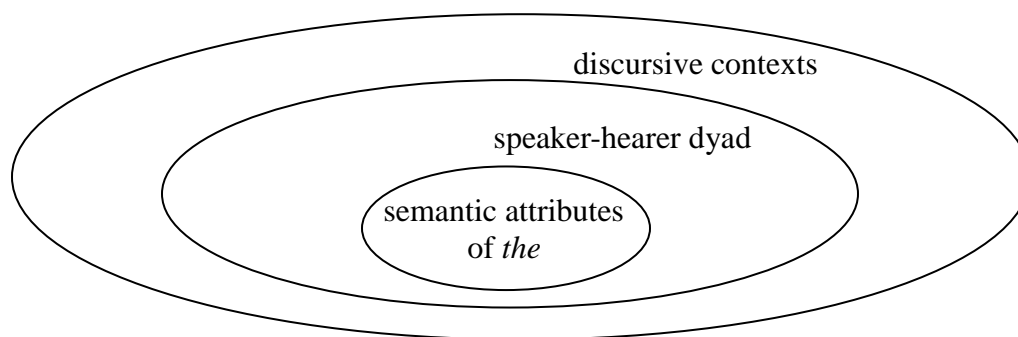 discursive contexts
speaker-hearer dyad
semantic attributes
of the